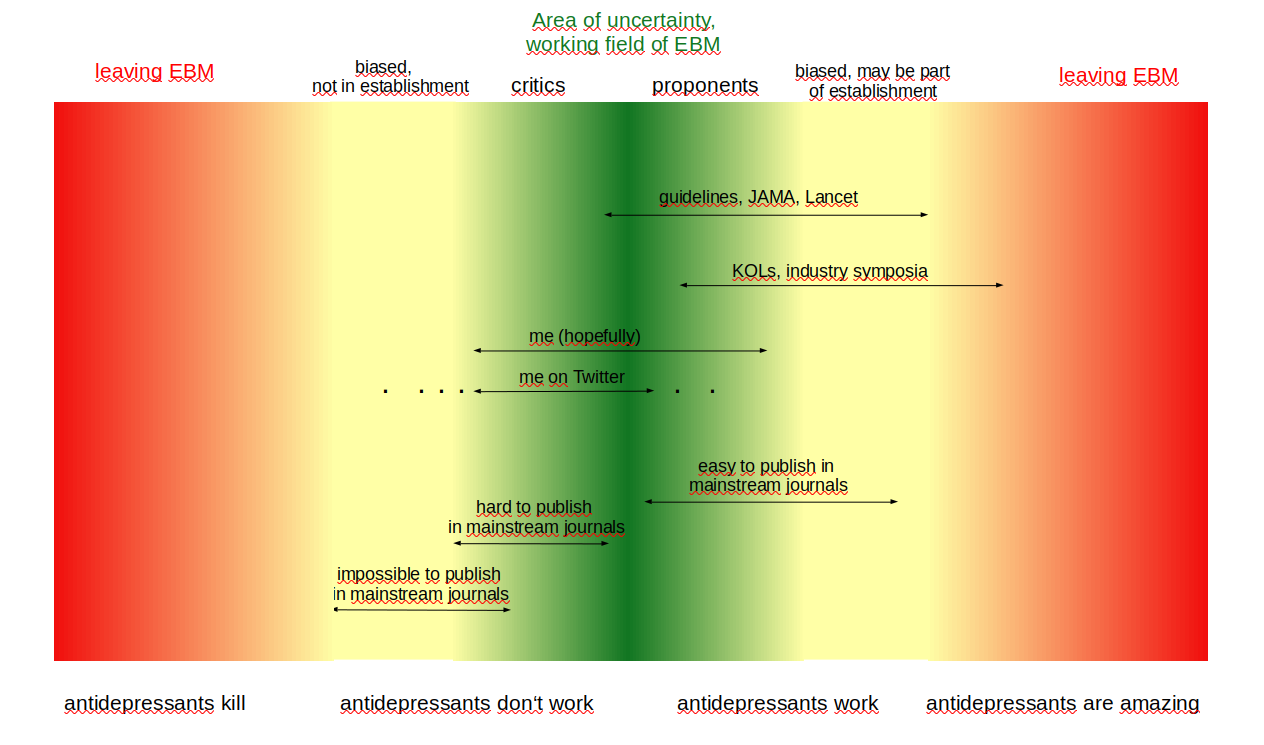 Area of uncertainty,
working field of EBM
leaving EBM
biased,
not in establishment
critics
proponents
biased, may be part
of establishment
leaving EBM
guidelines, JAMA, Lancet
KOLs, industry symposia
me (hopefully)
me on Twitter
easy to publish in
mainstream journals
hard to publish
in mainstream journals
impossible to publish
in mainstream journals
antidepressants kill
antidepressants don't work
antidepressants work
antidepressants are amazing